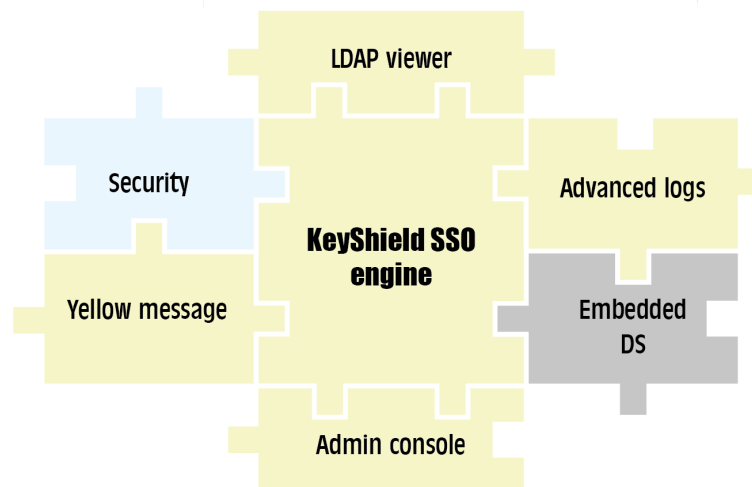 LDAP viewer
Security
Advanced logs
KeyShield SSO
engine
Yellow message
Embedded
DS
Admin console